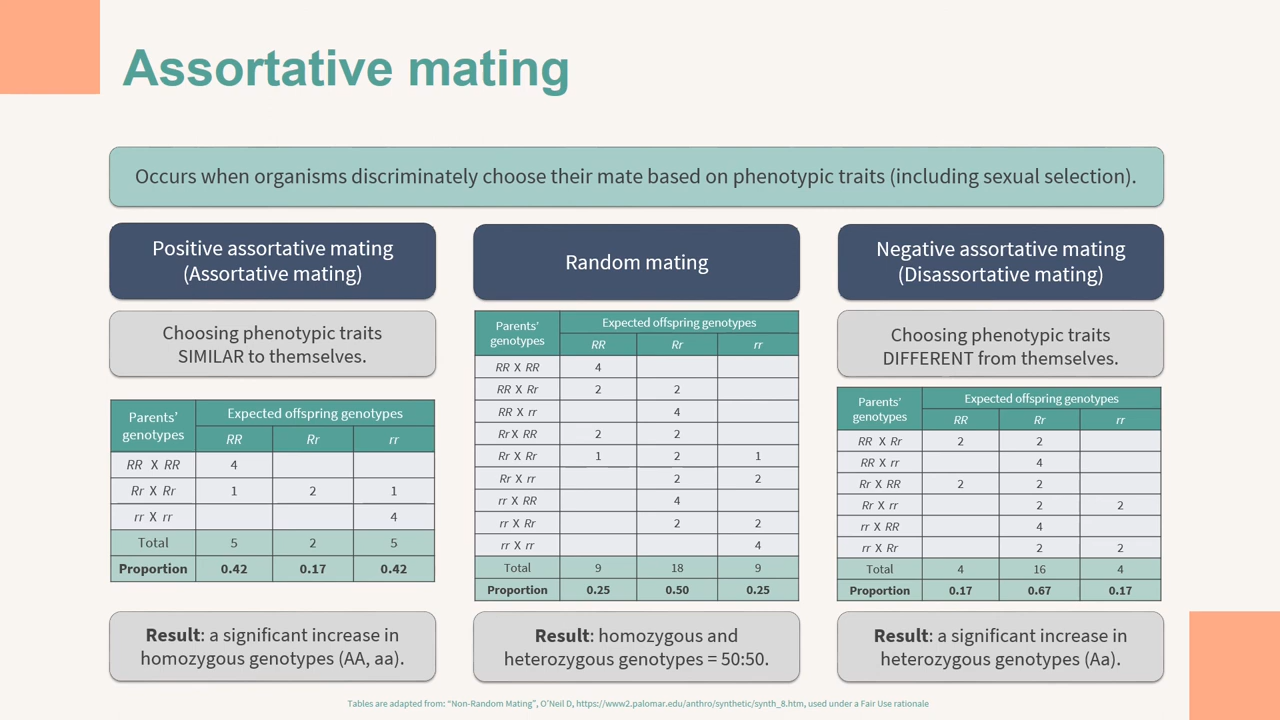 Assortative mating
Occurs when organisms discriminately choose their mate based on phenotypic traits (including sexual selection).
Positive assortative mating
(Assortative mating)
Choosing phenotypic traits
SIMILAR to themselves.
Parents' genotypes Expected offspring genotypes
RR Rr rr
RR X RR 4
Rr X Rr 1 2 1
rr X rr 4
Total 5 2 5
Proportion 0.42 0.17 0.42
Result: a significant increase in
homozygous genotypes (AA, aa).
Random mating
Parents' genotypes Expected offspring genotypes
RR Rr rr
RR X RR 4
RR X Rr 2 2
RR X rr 4
Rr X RR 2 2
Rr X Rr 1 2 1
Rr X rr 2 2
rr X RR 4
rr X Rr 2 2
rr X rr 4
Total 9 18 9
Proportion 0.25 0.50 0.25
Result: homozygous and
heterozygous genotypes = 50:50.
Negative assortative mating
(Disassortative mating)
Choosing phenotypic traits
DIFFERENT from themselves.
Parents' genotypes Expected offspring genotypes
RR Rr rr
RR X Rr 2 2
RR X rr 4
Rr X RR 2 2
Rr X rr 2 2
rr X RR 4
rr X Rr 2 2
Total 4 16 4
Proportion 0.17 0.67 0.17
Result: a significant increase in
heterozygous genotypes (Aa).
Tables are adapted from: "Non-Random Mating", O'Neil D, https://www2.palomar.edu/anthro/synthetic/synth_8.htm, used under a Fair Use rationale